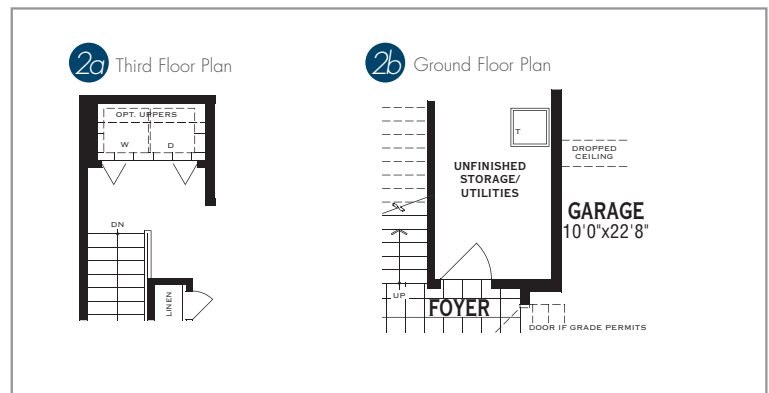 2a Third Floor Plan
OPT. UPPERS
W D
DN
LINEN
2b Ground Floor Plan
T
DROPPED
CEILING
UNFINISHED
STORAGE/
UTILITIES
GARAGE
10'0"x22'8"
UP
FOYER
DOOR IF GRADE PERMITS